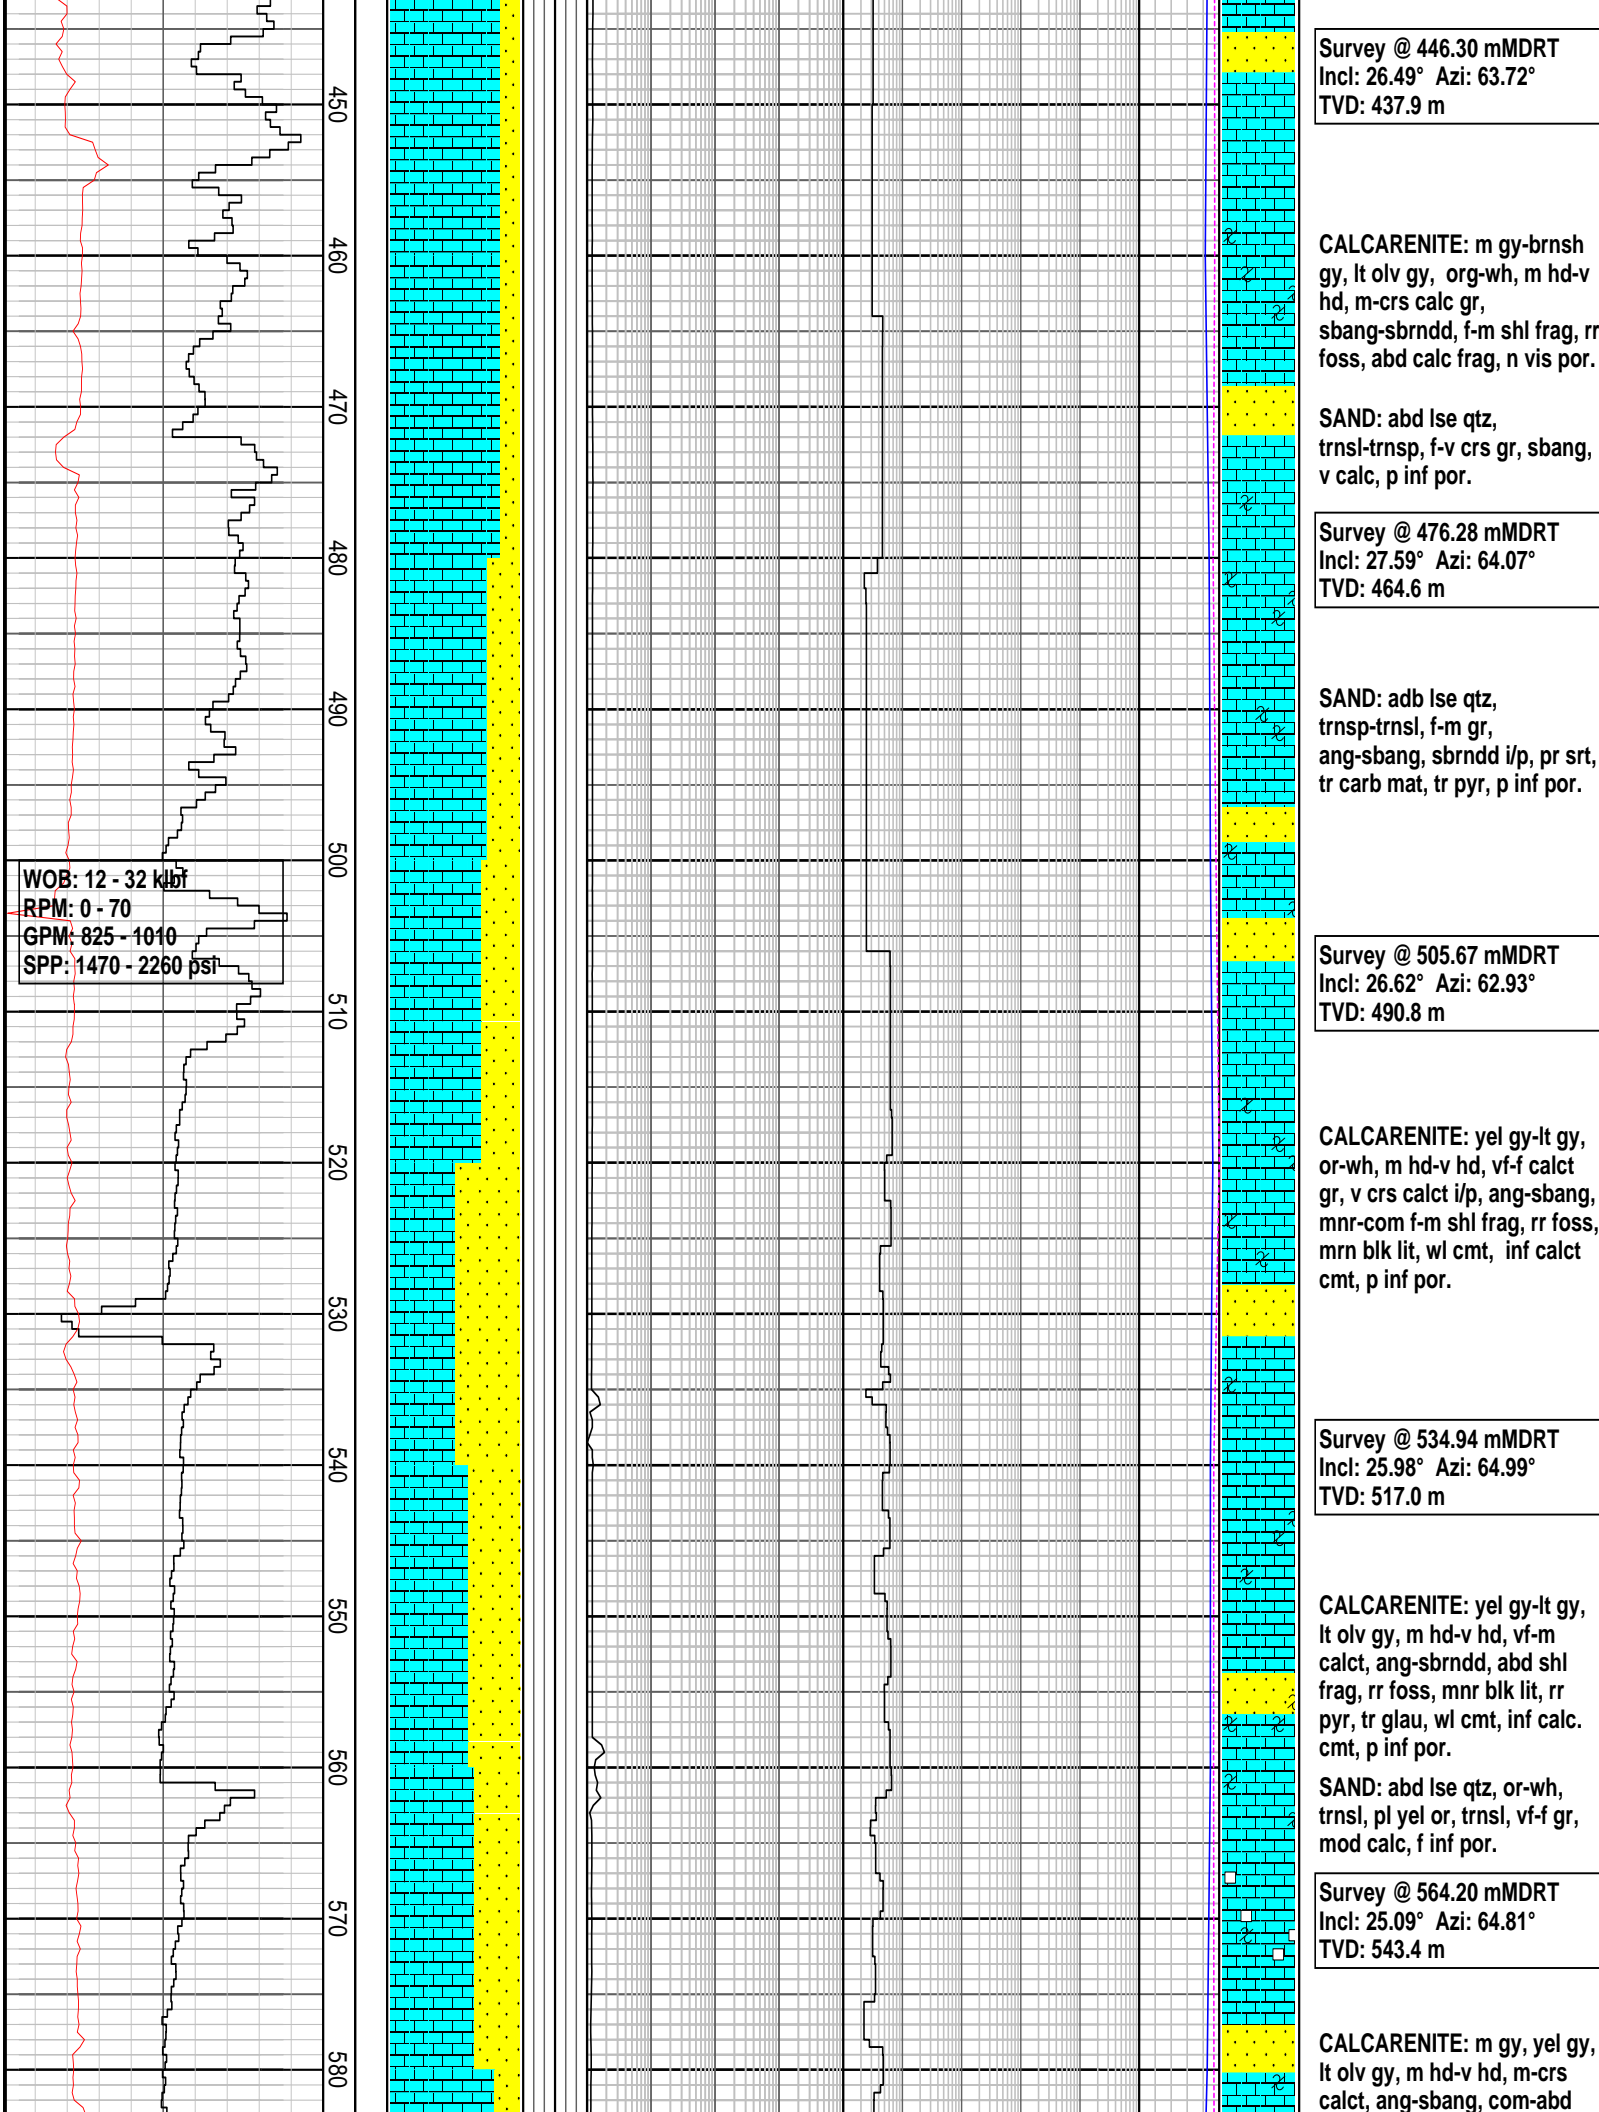 450
460
470
480
490
500
510
520
530
540
550
560
570
580
WOB: 12 - 32 klbf
RPM: 0 - 70
GPM: 825 - 1010
SPP: 1470 - 2260 psi
Survey @ 446.30 mMDRT
Incl: 26.49° Azi: 63.72°
TVD: 437.9 m
CALCARENITE: m gy-brnsh
gy, lt olv gy, org-wh, m hd-v
hd, m-crs calc gr,
sbang-sbrndd, f-m shl frag, rr
foss, abd calc frag, n vis por.
SAND: abd lse qtz,
trnsl-trnsp, f-v crs gr, sbang,
v calc, p inf por.
Survey @ 476.28 mMDRT
Incl: 27.59° Azi: 64.07°
TVD: 464.6 m
SAND: adb lse qtz,
trnsp-trnsl, f-m gr,
ang-sbang, sbrndd i/p, pr srt,
tr carb mat, tr pyr, p inf por.
Survey @ 505.67 mMDRT
Incl: 26.62° Azi: 62.93°
TVD: 490.8 m
CALCARENITE: yel gy-lt gy,
or-wh, m hd-v hd, vf-f calct
gr, v crs calct i/p, ang-sbang,
mnr-com f-m shl frag, rr foss,
mrn blk lit, wl cmt, inf calct
cmt, p inf por.
Survey @ 534.94 mMDRT
Incl: 25.98° Azi: 64.99°
TVD: 517.0 m
CALCARENITE: yel gy-lt gy,
lt olv gy, m hd-v hd, vf-m
calct, ang-sbrndd, abd shl
frag, rr foss, mnr blk lit, rr
pyr, tr glau, wl cmt, inf calc.
cmt, p inf por.
SAND: abd lse qtz, or-wh,
trnsl, pl yel or, trnsl, vf-f gr,
mod calc, f inf por.
Survey @ 564.20 mMDRT
Incl: 25.09° Azi: 64.81°
TVD: 543.4 m
CALCARENITE: m gy, yel gy,
lt olv gy, m hd-v hd, m-crs
calct, ang-sbang, com-abd